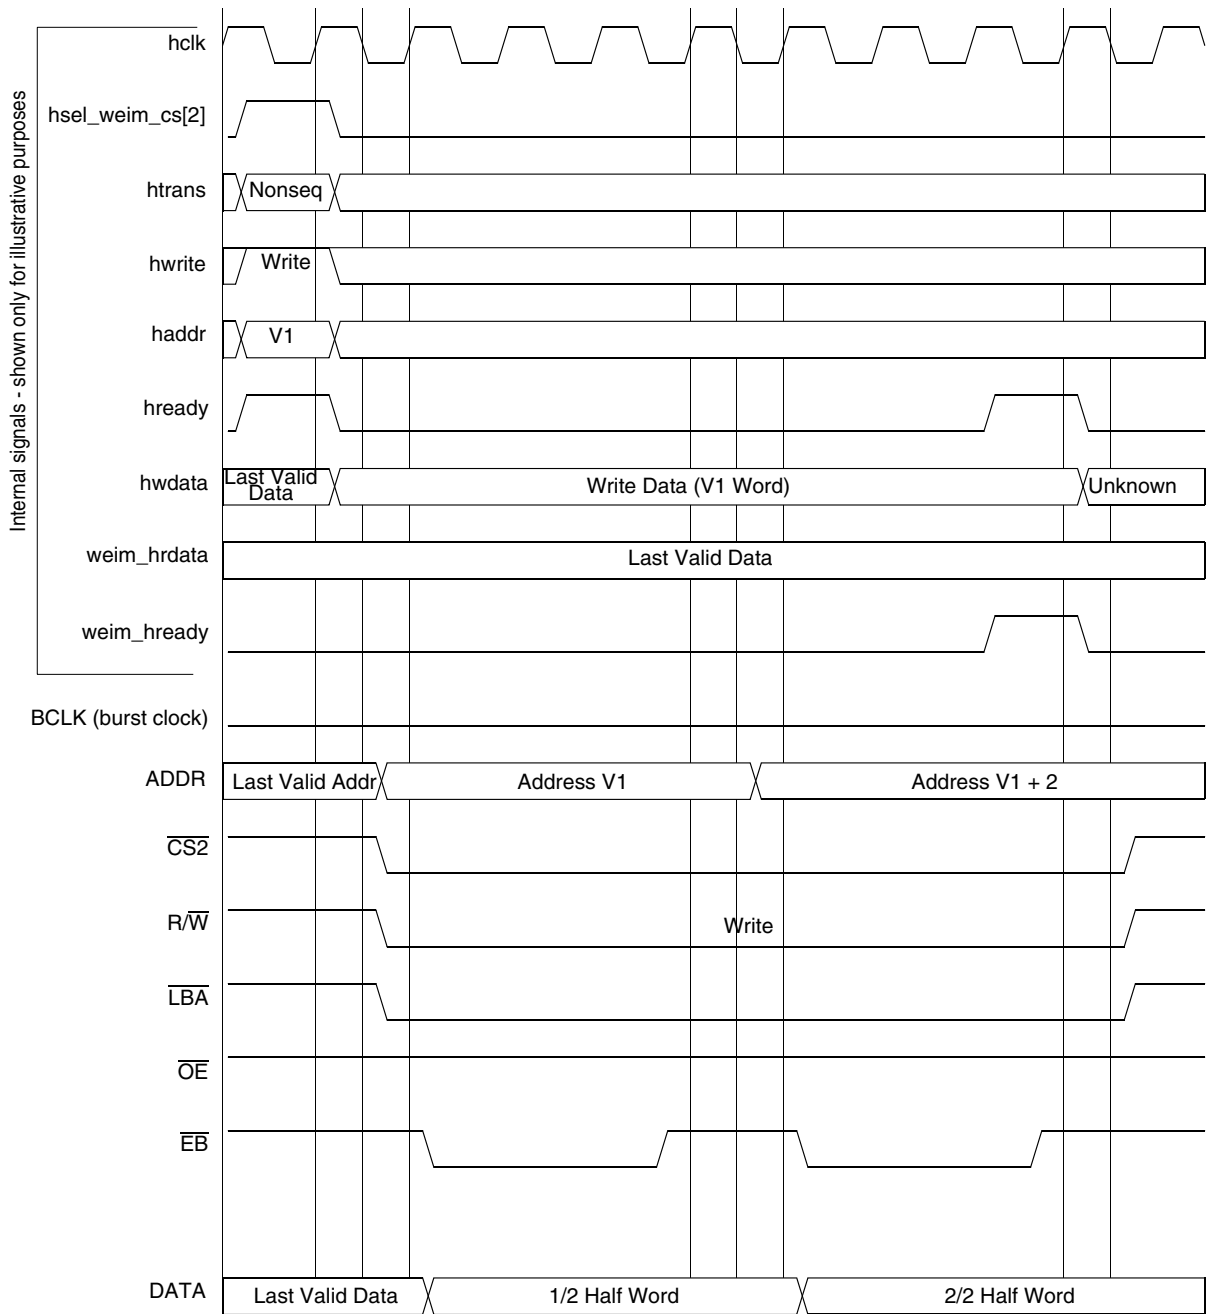 Internal signals - shown only for illustrative purposes
hclk
hsel_weim_cs[2]
htrans
Nonseq
hwrite
Write
haddr
V1
hready
hwdata
Last Valid
Data
Write Data (V1 Word)
Unknown
weim_hrdata
Last Valid Data
weim_hready
BCLK (burst clock)
ADDR
Last Valid Addr
Address V1
Address V1 + 2
CS2
R/W
Write
LBA
OE
EB
DATA
Last Valid Data
1/2 Half Word
2/2 Half Word